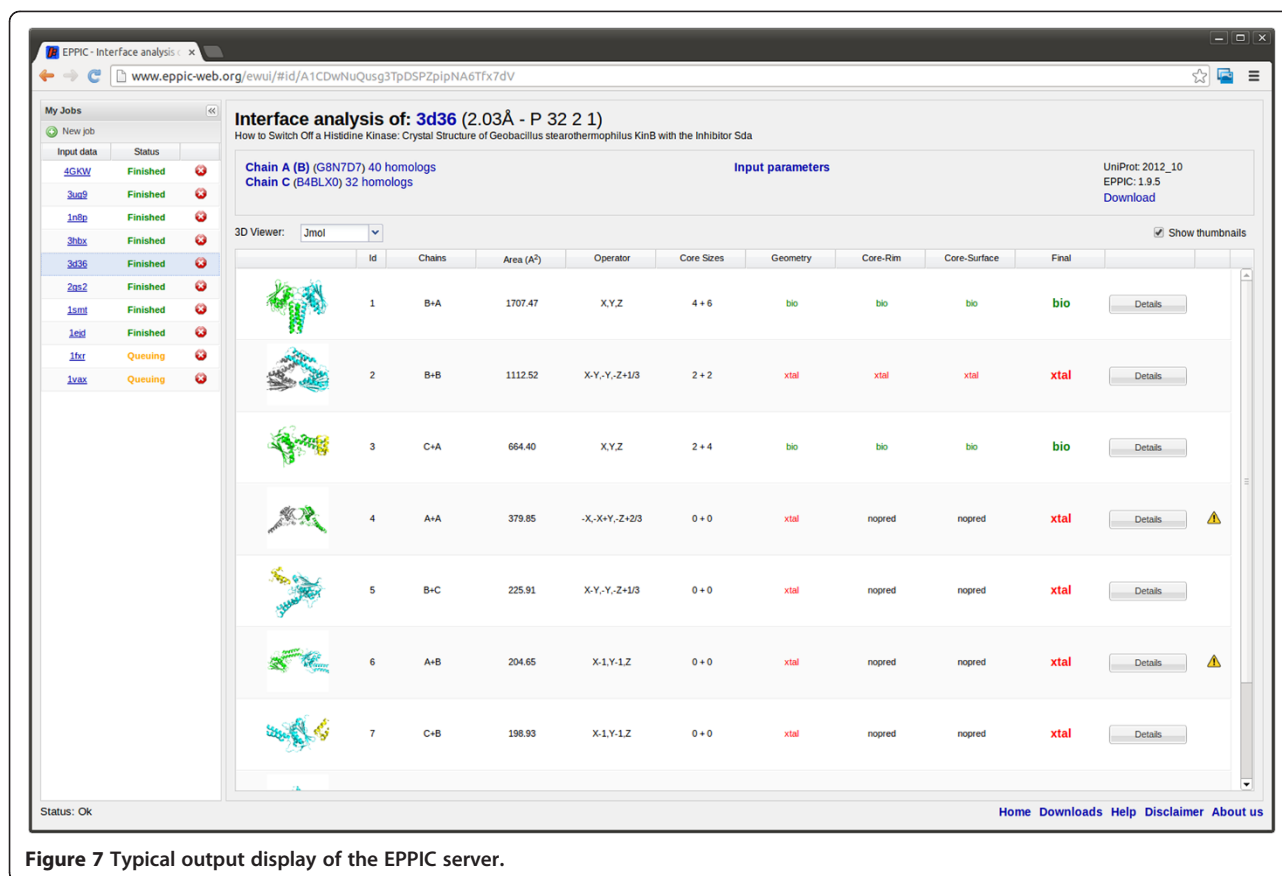 EPPIC - Interface analysis
www.eppic-web.org/ewui/#id/A1CDwNuQusg3TpDSPZpipNA6Tfx7dV
My Jobs
New job
Input data Status
4GKW Finished
3ug9 Finished
1n8p Finished
3hbx Finished
3d36 Finished
2gs2 Finished
1smt Finished
1ejd Finished
1fxr Queuing
1vax Queuing
Interface analysis of: 3d36 (2.03Å - P 32 2 1)
How to Switch Off a Histidine Kinase: Crystal Structure of Geobacillus stearothermophilus KinB with the Inhibitor Sda
Chain A (B) (G8N7D7) 40 homologs
Chain C (B4BLX0) 32 homologs
Input parameters
UniProt: 2012_10
EPPIC: 1.9.5
Download
3D Viewer: Jmol
Show thumbnails
Id Chains Area (A²) Operator Core Sizes Geometry Core-Rim Core-Surface Final
1 B+A 1707.47 X,Y,Z 4 + 6 bio bio bio bio Details
2 B+B 1112.52 X-Y,-Y,-Z+1/3 2 + 2 xtal xtal xtal xtal Details
3 C+A 664.40 X,Y,Z 2 + 4 bio bio bio bio Details
4 A+A 379.85 -X,-X+Y,-Z+2/3 0 + 0 xtal nopred nopred xtal Details
5 B+C 225.91 X-Y,-Y,-Z+1/3 0 + 0 xtal nopred nopred xtal Details
6 A+B 204.65 X-1,Y-1,Z 0 + 0 xtal nopred nopred xtal Details
7 C+B 198.93 X-1,Y-1,Z 0 + 0 xtal nopred nopred xtal Details
Status: Ok
Home Downloads Help Disclaimer About us
Figure 7 Typical output display of the EPPIC server.